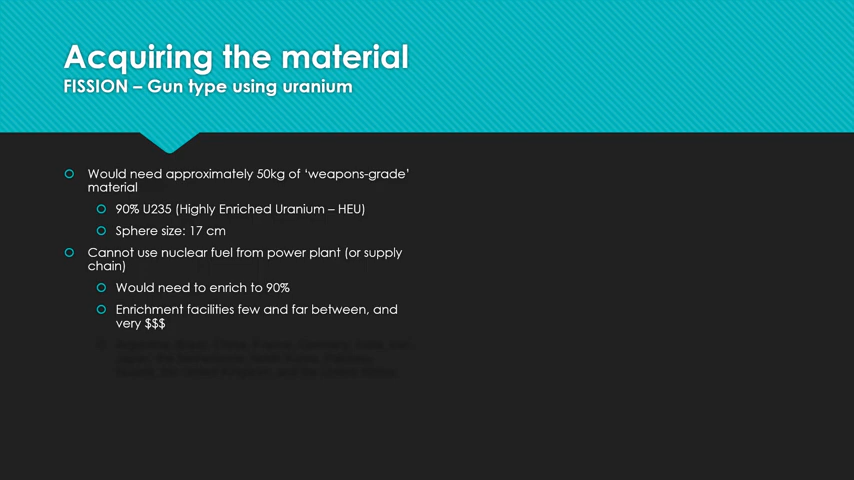 Acquiring the material
FISSION – Gun type using uranium
Would need approximately 50kg of ‘weapons-grade’
material
90% U235 (Highly Enriched Uranium – HEU)
Sphere size: 17 cm
Cannot use nuclear fuel from power plant (or supply
chain)
Would need to enrich to 90%
Enrichment facilities few and far between, and
very $$$